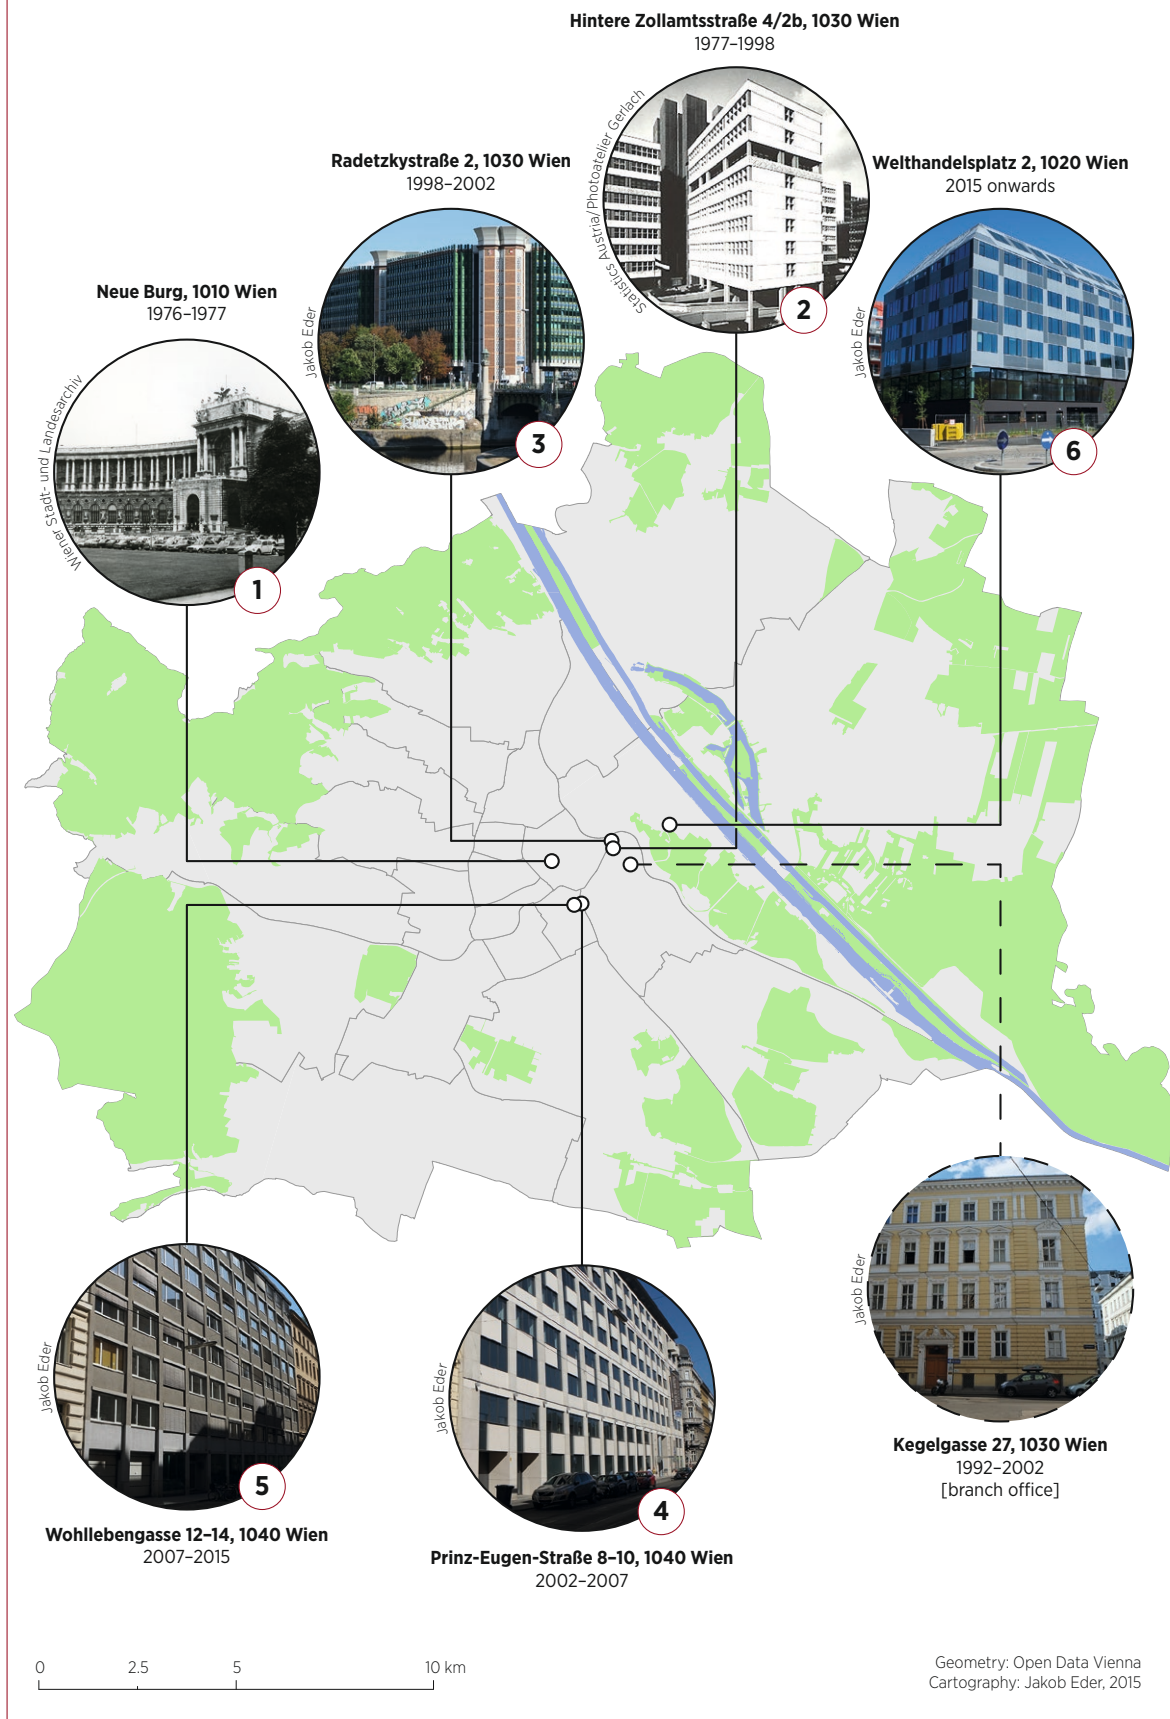 Hintere Zollamtsstraße 4/2b, 1030 Wien
1977–1998
Statistics Austria/Photoatelier Gerlach
2
Radetzkystraße 2, 1030 Wien
1998–2002
Jakob Eder
3
Welthandelsplatz 2, 1020 Wien
2015 onwards
Jakob Eder
6
Neue Burg, 1010 Wien
1976–1977
Wiener Stadt- und Landesarchiv
1
Jakob Eder
5
Wohllebengasse 12–14, 1040 Wien
2007–2015
Jakob Eder
4
Prinz-Eugen-Straße 8–10, 1040 Wien
2002–2007
Jakob Eder
Kegelgasse 27, 1030 Wien
1992–2002
[branch office]
0 2.5 5 10 km
Geometry: Open Data Vienna
Cartography: Jakob Eder, 2015